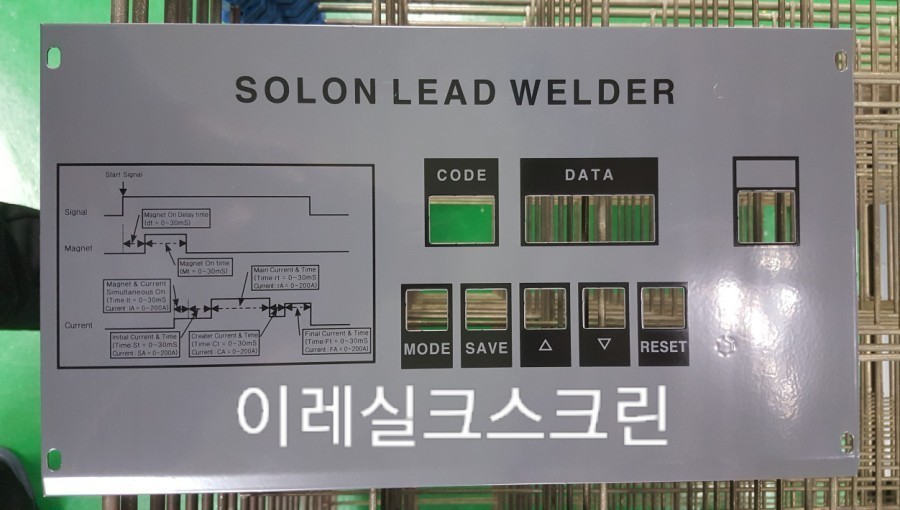 SOLON LEAD WELDER
Start Signal
Signal
Magnet On Delay time
(dt = 0~30mS)
Magnet
Magnet On time
(Mt = 0~30mS)
Main Current & Time
(Time:rt = 0~30mS
Current :rA= 0~200A)
Magnet & Current
Simultaneous On
(Time:It = 0~30mS
Current :IA= 0~200A)
Current
Initial Current & Time
(Time:St = 0~30mS
Current : SA= 0~200A)
Creater Current & Time
(Time:Ct = 0~30mS
Current : CA= 0~200A)
Final Current & Time
(Time:Ft = 0~30mS
Current :FA= 0~200A)
CODE
DATA
MODE
SAVE
△
▽
RESET
이레실크스크린